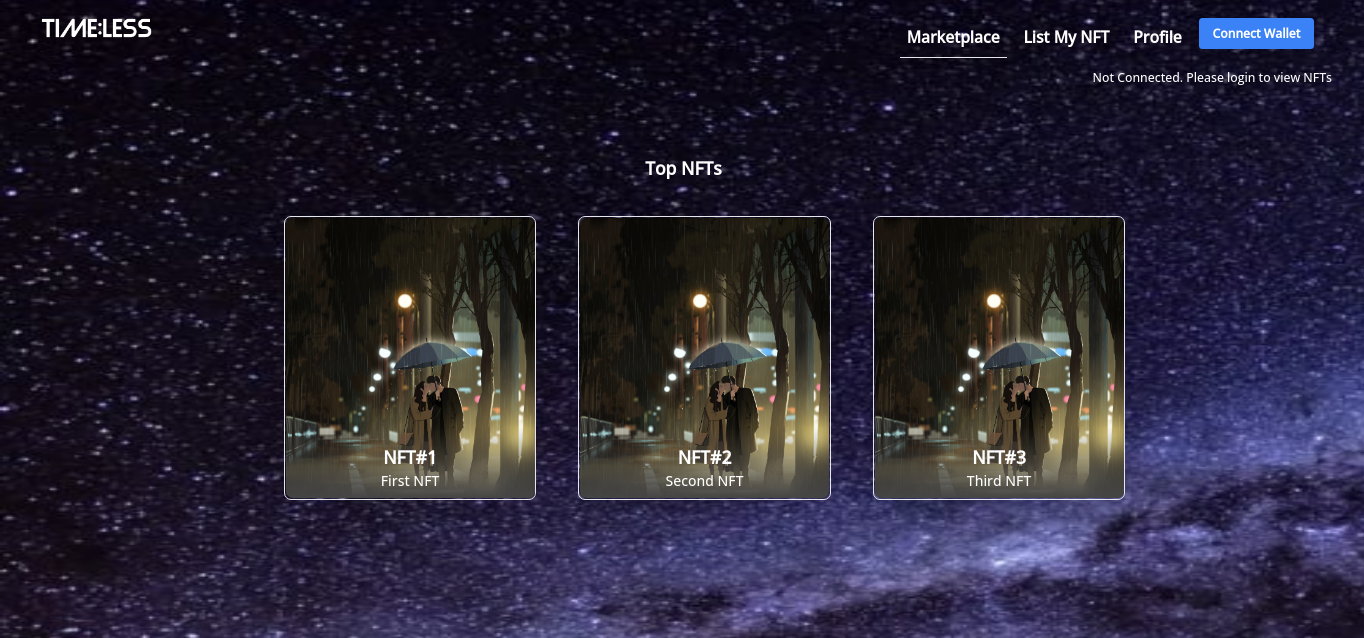 TIME:LESS
Marketplace
List My NFT
Profile
Connect Wallet
Not Connected. Please login to view NFTs
Top NFTs
NFT#1
First NFT
NFT#2
Second NFT
NFT#3
Third NFT